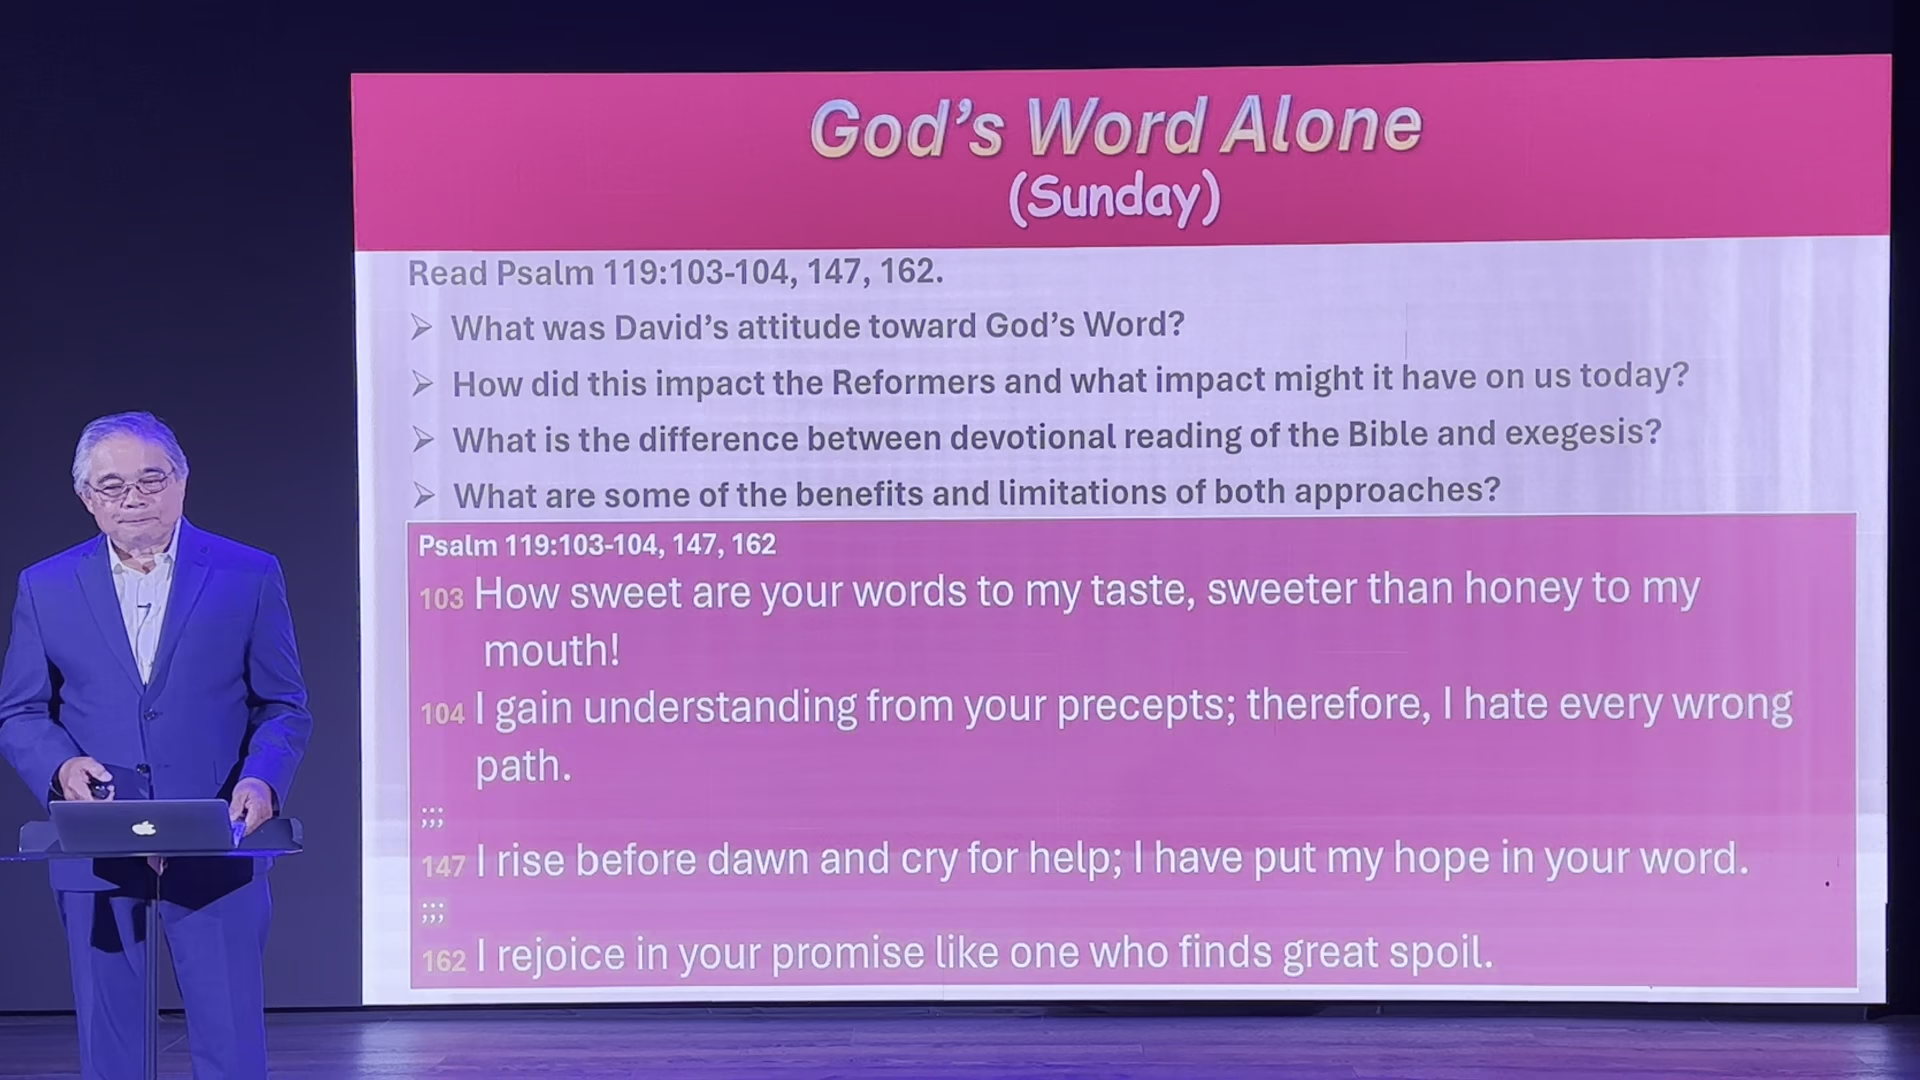 God's Word Alone
(Sunday)
Read Psalm 119:103-104, 147, 162.
➢ What was David's attitude toward God's Word?
➢ How did this impact the Reformers and what impact might it have on us today?
➢ What is the difference between devotional reading of the Bible and exegesis?
➢ What are some of the benefits and limitations of both approaches?
Psalm 119:103-104, 147, 162
103 How sweet are your words to my taste, sweeter than honey to my
mouth!
104 I gain understanding from your precepts; therefore, I hate every wrong
path.
;;;
147 I rise before dawn and cry for help; I have put my hope in your word.
;;;
162 I rejoice in your promise like one who finds great spoil.